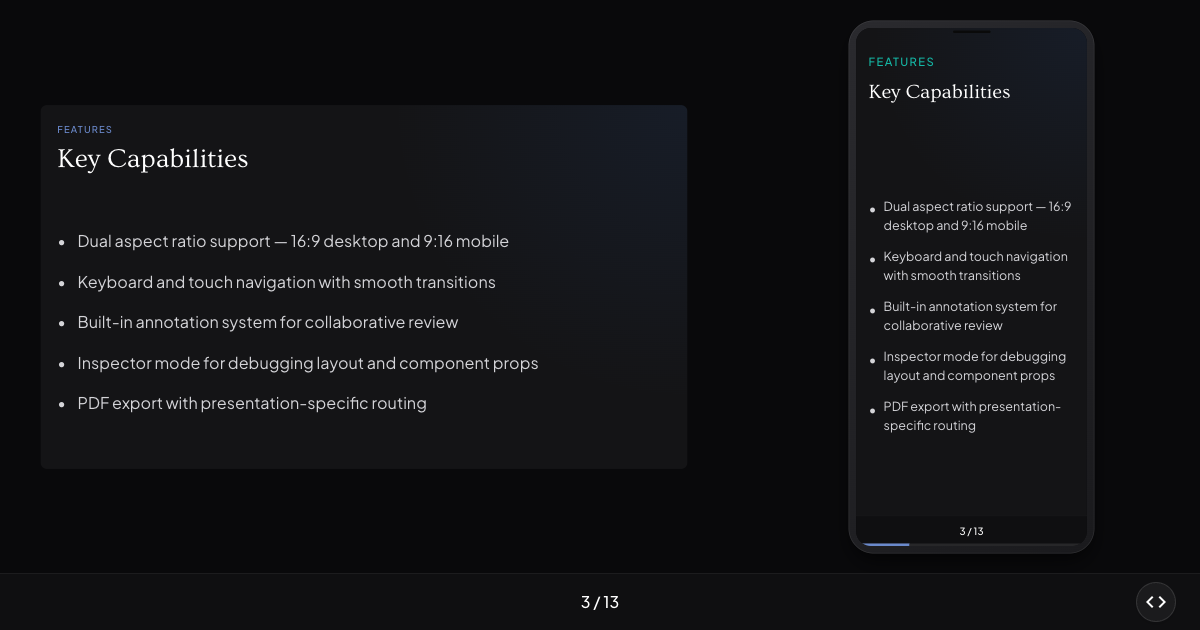 FEATURES
Key Capabilities
• Dual aspect ratio support — 16:9 desktop and 9:16 mobile
• Keyboard and touch navigation with smooth transitions
• Built-in annotation system for collaborative review
• Inspector mode for debugging layout and component props
• PDF export with presentation-specific routing
FEATURES
Key Capabilities
• Dual aspect ratio support — 16:9
desktop and 9:16 mobile
• Keyboard and touch navigation
with smooth transitions
• Built-in annotation system for
collaborative review
• Inspector mode for debugging
layout and component props
• PDF export with presentation-
specific routing
3 / 13
3 / 13